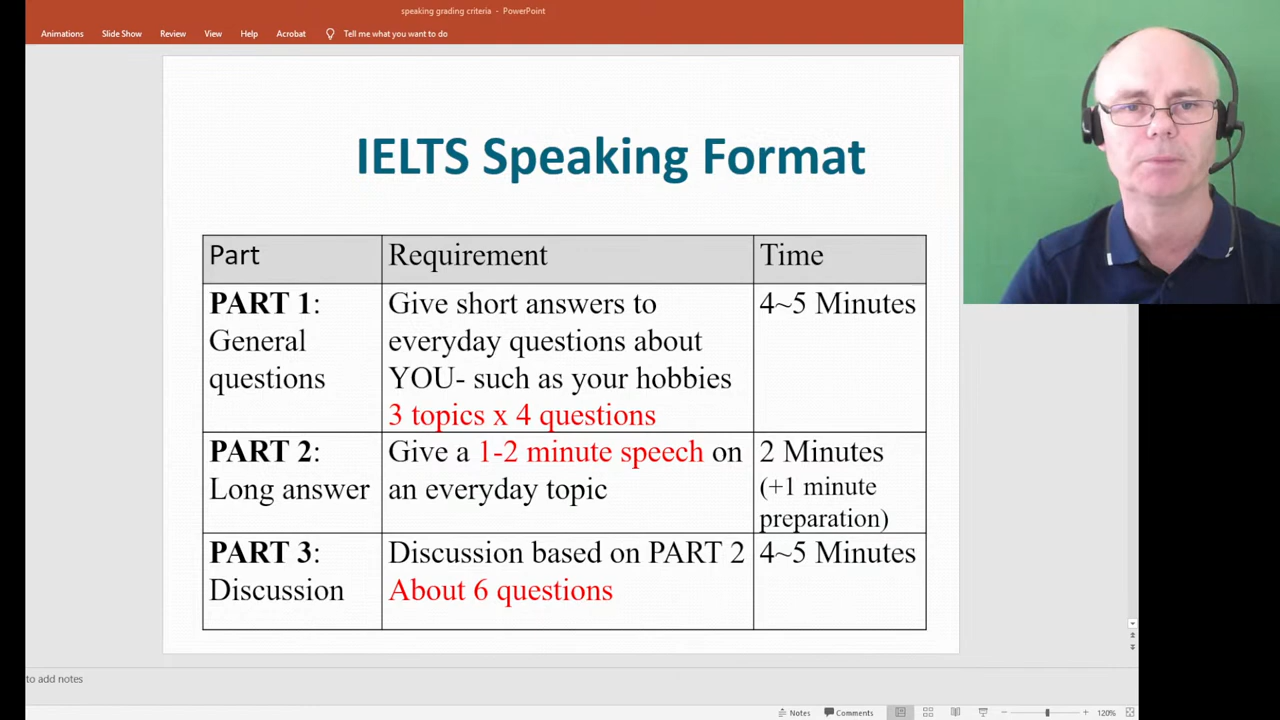 speaking grading criteria - PowerPoint
Animations Slide Show Review View Help Acrobat Tell me what you want to do
IELTS Speaking Format
Part Requirement Time
PART 1: Give short answers to 4~5 Minutes
General everyday questions about
questions YOU- such as your hobbies
3 topics x 4 questions
PART 2: Give a 1-2 minute speech on 2 Minutes
Long answer an everyday topic (+1 minute
preparation)
PART 3: Discussion based on PART 2 4~5 Minutes
Discussion About 6 questions
to add notes
Notes Comments 120%